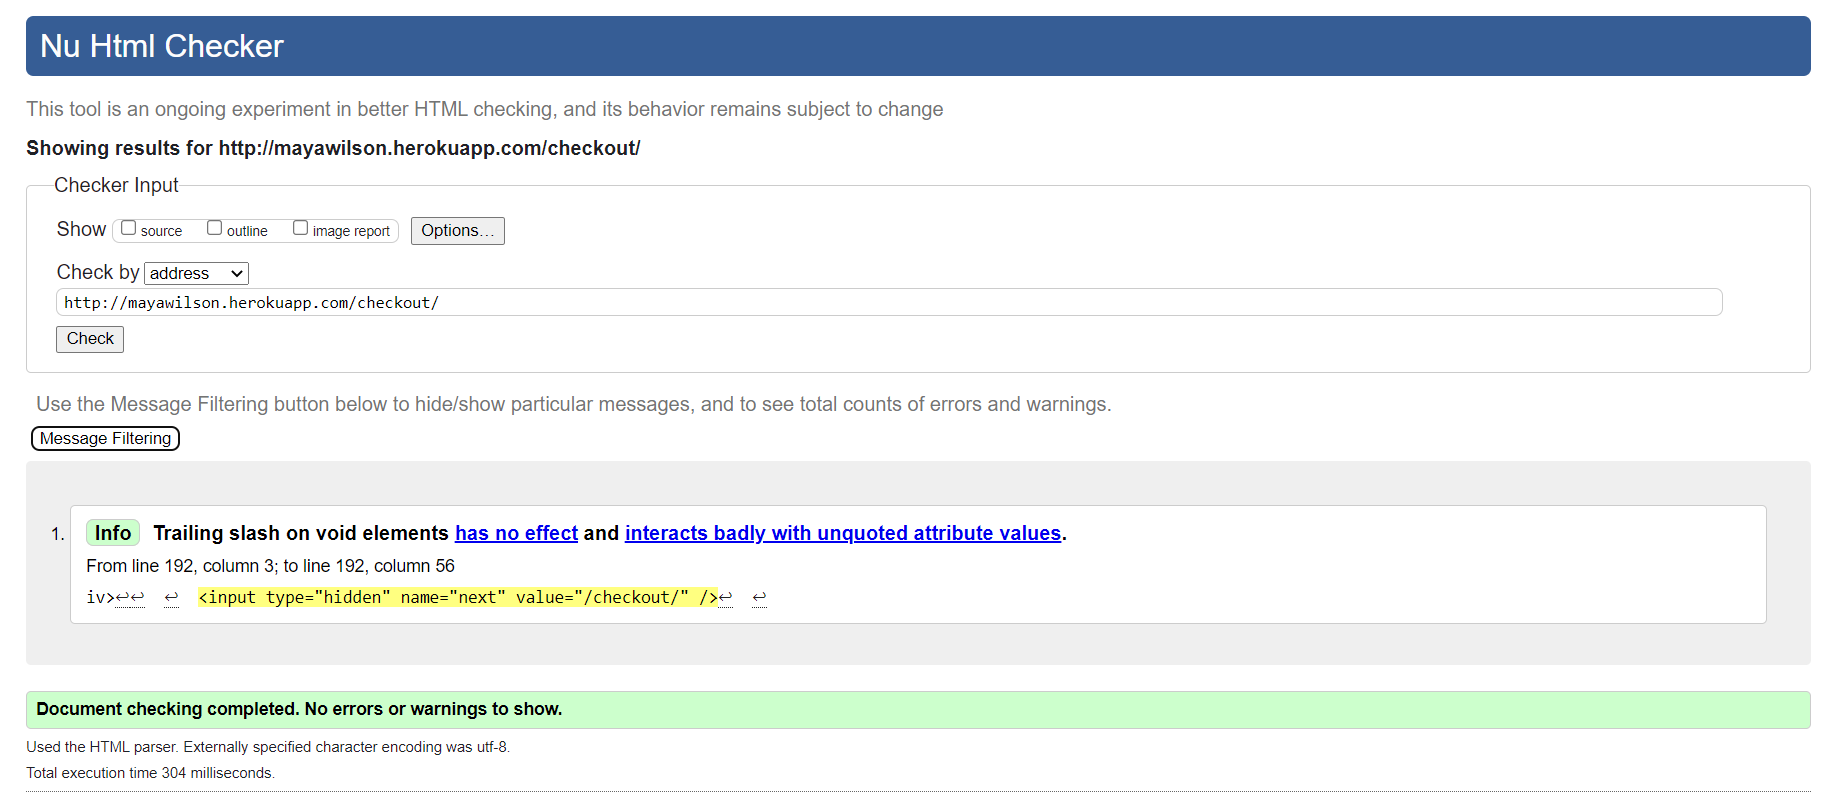 Nu Html Checker
This tool is an ongoing experiment in better HTML checking, and its behavior remains subject to change
Showing results for http://mayawilson.herokuapp.com/checkout/
Checker Input
Show source outline image report Options...
Check by address
http://mayawilson.herokuapp.com/checkout/
Check
Use the Message Filtering button below to hide/show particular messages, and to see total counts of errors and warnings.
Message Filtering
1. Info Trailing slash on void elements has no effect and interacts badly with unquoted attribute values.
From line 192, column 3; to line 192, column 56
iv>↩↩ ↩ <input type="hidden" name="next" value="/checkout/" />↩ ↩
Document checking completed. No errors or warnings to show.
Used the HTML parser. Externally specified character encoding was utf-8.
Total execution time 304 milliseconds.